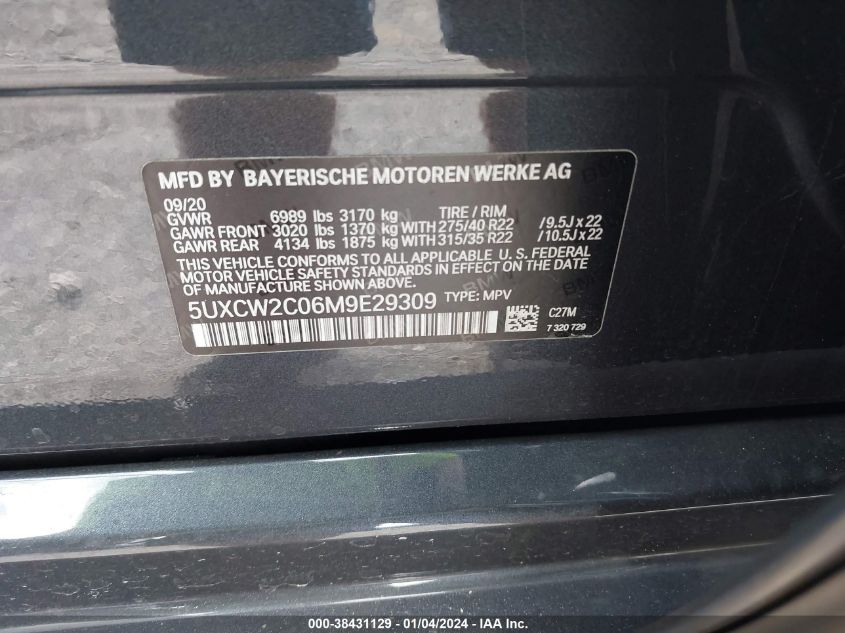 MFD BY BAYERISCHE MOTOREN WERKE AG
09/20
GVWR 6989 lbs 3170 kg TIRE / RIM
GAWR FRONT 3020 lbs 1370 kg WITH 275/40 R22 /9.5J x 22
GAWR REAR 4134 lbs 1875 kg WITH 315/35 R22 /10.5J x 22
THIS VEHICLE CONFORMS TO ALL APPLICABLE U. S. FEDERAL
MOTOR VEHICLE SAFETY STANDARDS IN EFFECT ON THE DATE
OF MANUFACTURE SHOWN ABOVE.
5UXCW2C06M9E29309 TYPE: MPV
C27M
7 320 729
000-38431129 - 01/04/2024 - IAA Inc.